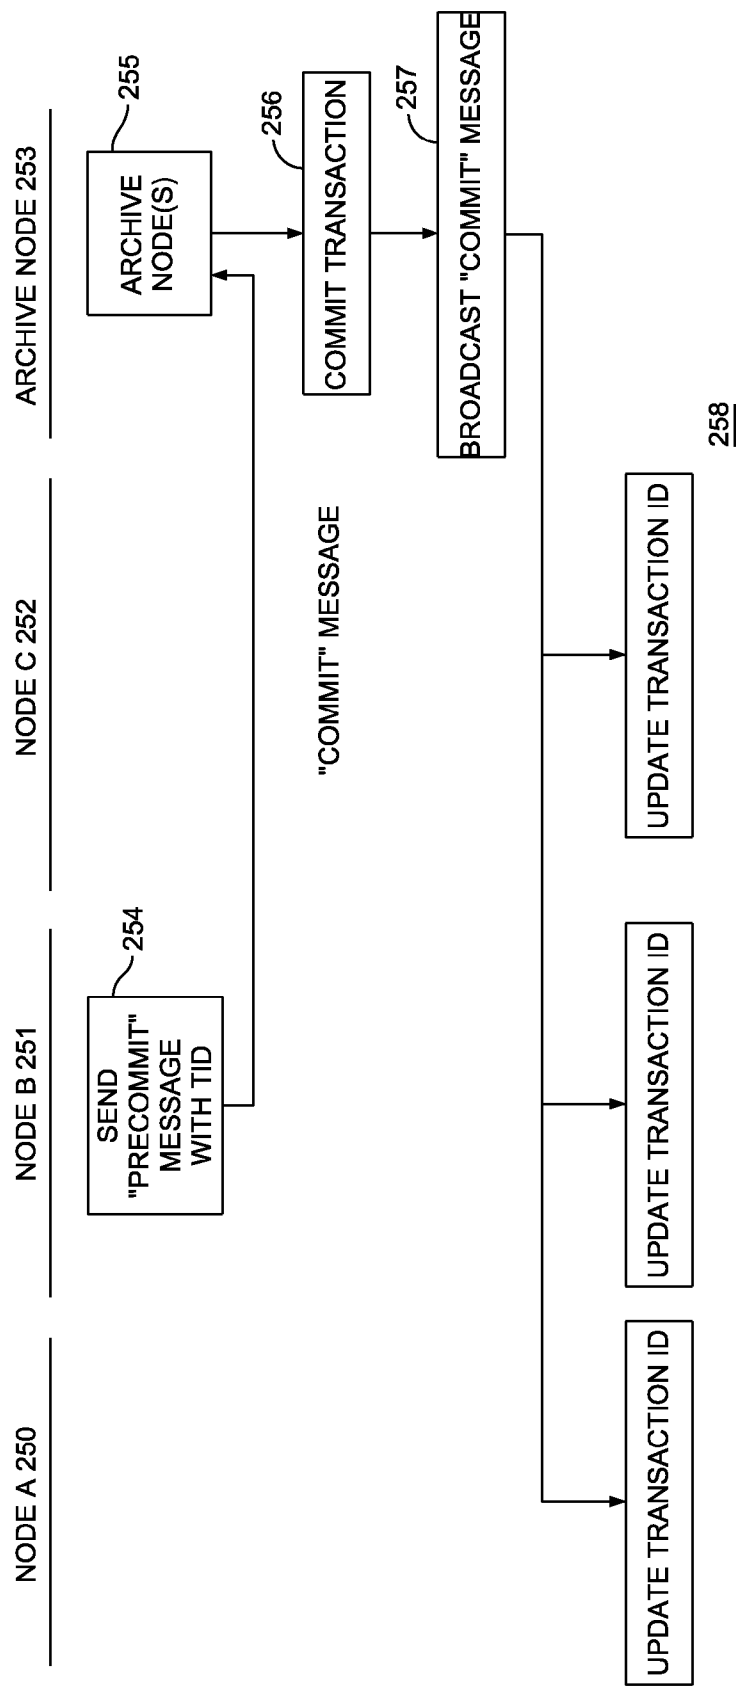 NODE A 250
NODE B 251
NODE C 252
ARCHIVE NODE 253
SEND
"PRECOMMIT"
MESSAGE
WITH TID
254
ARCHIVE
NODE(S)
255
COMMIT TRANSACTION
256
"COMMIT" MESSAGE
BROADCAST "COMMIT" MESSAGE
257
UPDATE TRANSACTION ID
UPDATE TRANSACTION ID
UPDATE TRANSACTION ID
258